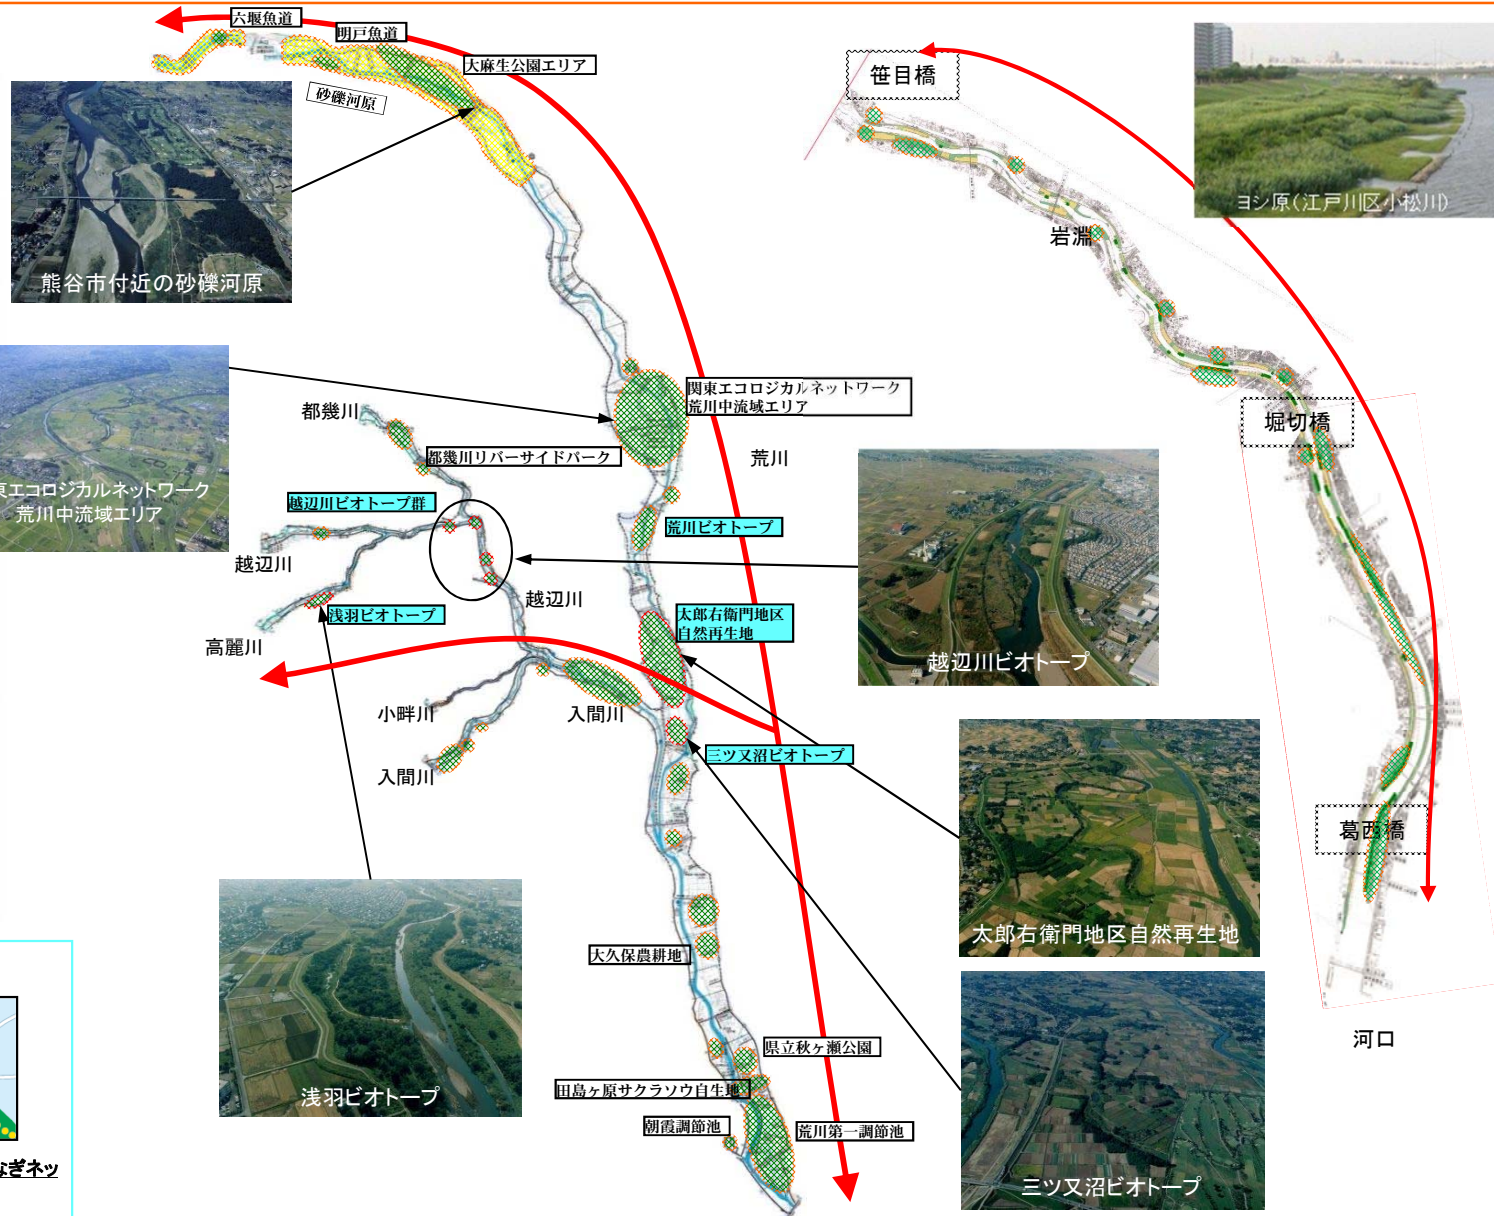 六堰魚道
明戸魚道
大麻生公園エリア
砂礫河原
笹目橋
ヨシ原(江戸川区小松川)
岩淵
熊谷市付近の砂礫河原
関東エコロジカルネットワーク
荒川中流域エリア
都幾川
堀切橋
都幾川リバーサイドパーク
荒川
東エコロジカルネットワーク
荒川中流域エリア
越辺川ビオトープ群
荒川ビオトープ
越辺川
越辺川
浅羽ビオトープ
太郎右衛門地区
自然再生地
高麗川
越辺川ビオトープ
小畔川
入間川
三ツ又沼ビオトープ
入間川
葛西橋
太郎右衛門地区自然再生地
大久保農耕地
河口
県立秋ヶ瀬公園
田島ヶ原サクラソウ自生地
浅羽ビオトープ
朝霞調節池
荒川第一調節池
なぎネッ
三ツ又沼ビオトープ